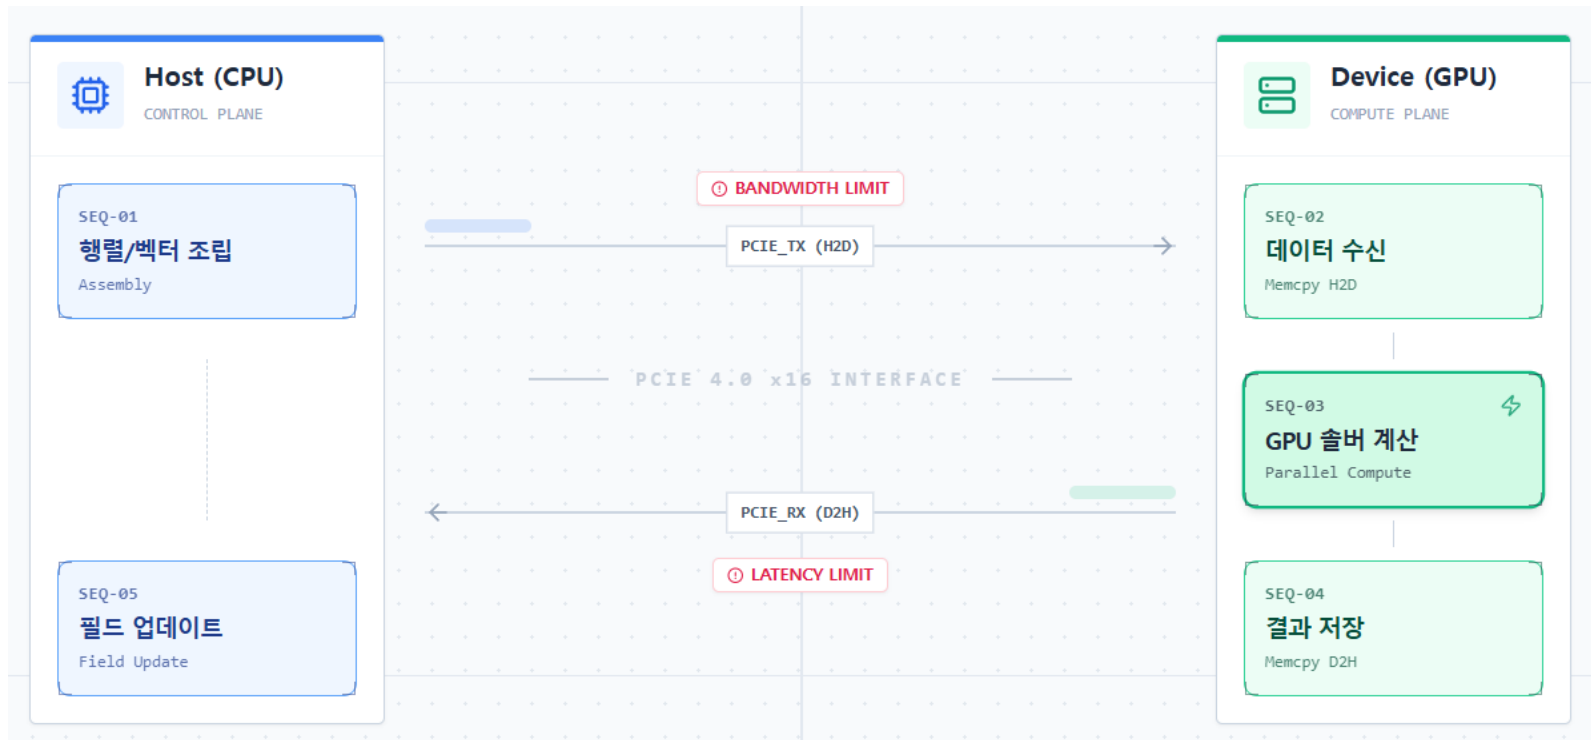 Host (CPU)
CONTROL PLANE
SEQ-01
행렬/벡터 조립
Assembly
SEQ-05
필드 업데이트
Field Update
BANDWIDTH LIMIT
PCIE_TX (H2D)
PCIE 4.0 x16 INTERFACE
PCIE_RX (D2H)
LATENCY LIMIT
Device (GPU)
COMPUTE PLANE
SEQ-02
데이터 수신
Memcpy H2D
SEQ-03
GPU 솔버 계산
Parallel Compute
SEQ-04
결과 저장
Memcpy D2H